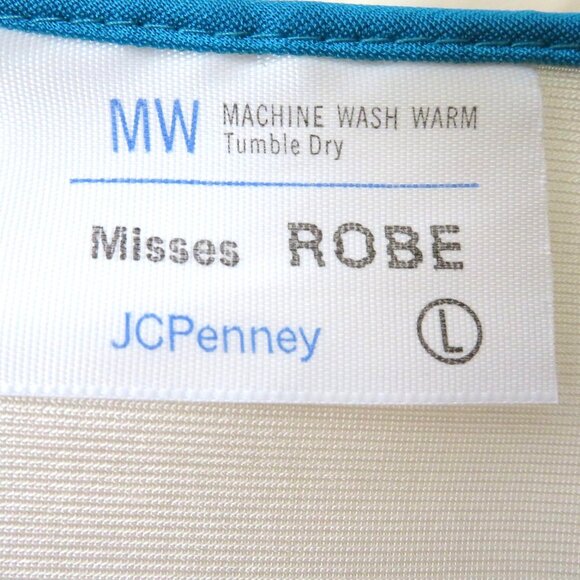 MW MACHINE WASH WARM
Tumble Dry
Misses ROBE
JCPenney L